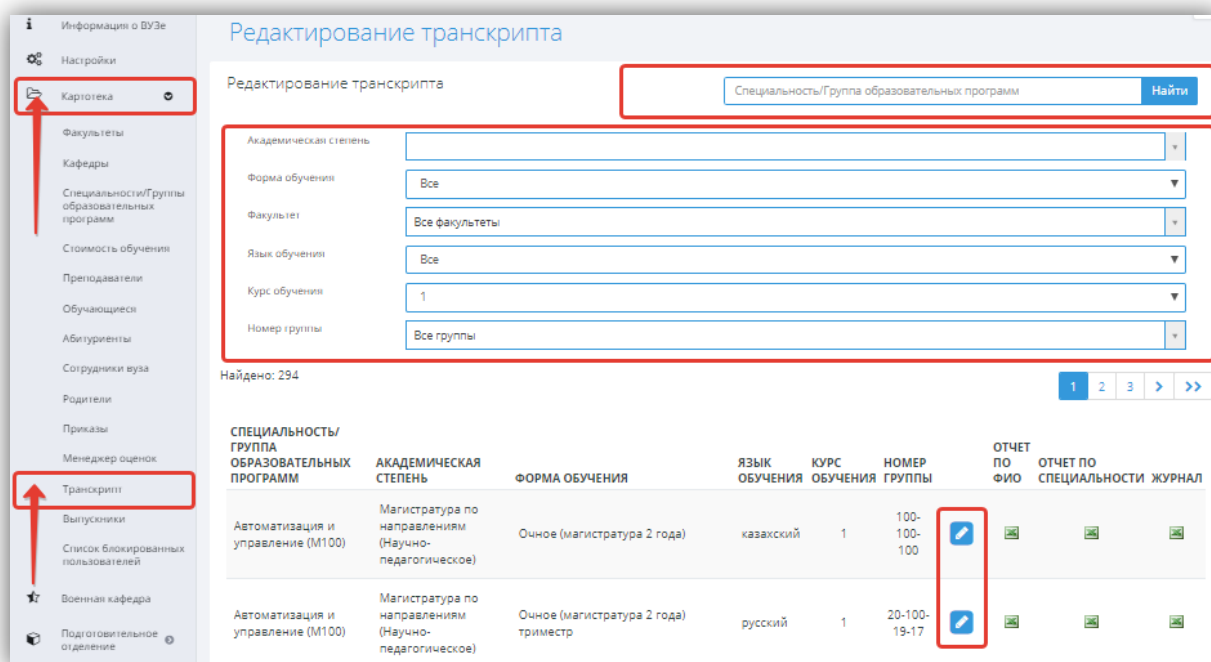 Информация о ВУЗе
Настройки
Картотека
Факультеты
Кафедры
Специальности/Группы
образовательных
программ
Стоимость обучения
Преподаватели
Обучающиеся
Абитуриенты
Сотрудники вуза
Родители
Приказы
Менеджер оценок
Транскрипт
Выпускники
Список блокированных
пользователей
Военная кафедра
Подготовительное
отделение
Редактирование транскрипта
Редактирование транскрипта
Специальность/Группа образовательных программ
Найти
Академическая степень
Форма обучения
Все
Факультет
Все факультеты
Язык обучения
Все
Курс обучения
1
Номер группы
Все группы
Найдено: 294
1 2 3 > >>
СПЕЦИАЛЬНОСТЬ/
ГРУППА
ОБРАЗОВАТЕЛЬНЫХ
ПРОГРАММ
АКАДЕМИЧЕСКАЯ
СТЕПЕНЬ
ФОРМА ОБУЧЕНИЯ
ЯЗЫК
ОБУЧЕНИЯ
КУРС
ОБУЧЕНИЯ
НОМЕР
ГРУППЫ
ОТЧЕТ
ПО
ФИО
ОТЧЕТ ПО
СПЕЦИАЛЬНОСТИ
ЖУРНАЛ
Автоматизация и
управление (М100)
Магистратура по
направлениям
(Научно-
педагогическое)
Очное (магистратура 2 года)
казахский
1
100-
100-
100
Автоматизация и
управление (М100)
Магистратура по
направлениям
(Научно-
педагогическое)
Очное (магистратура 2 года)
триместр
русский
1
20-100-
19-17